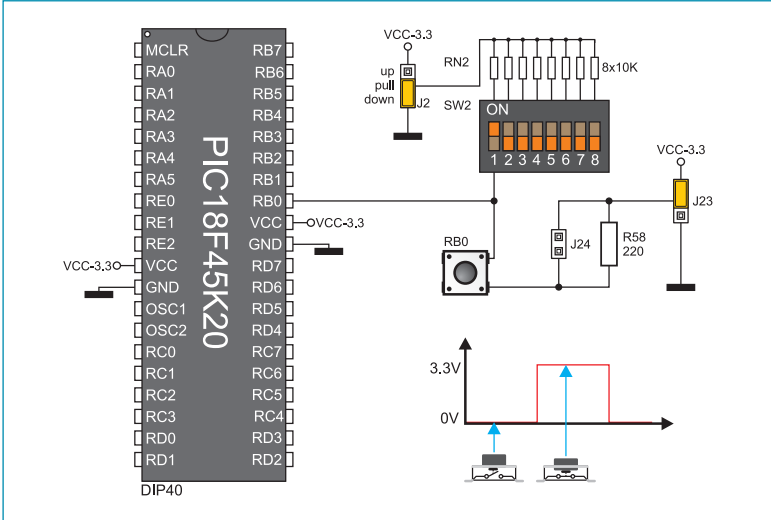 MCLR
RA0
RA1
RA2
RA3
RA4
RA5
RE0
RE1
RE2
VCC
GND
OSC1
OSC2
RC0
RC1
RC2
RC3
RD0
RD1
PIC18F45K20
RB7
RB6
RB5
RB4
RB3
RB2
RB1
RB0
VCC
GND
RD7
RD6
RD5
RD4
RC7
RC6
RC5
RC4
RD3
RD2
DIP40
VCC-3.3
VCC-3.3
VCC-3.3
up
pull
down
J2
RN2
8x10K
SW2
ON
1 2 3 4 5 6 7 8
VCC-3.3
J23
RB0
J24
R58
220
3.3V
0V